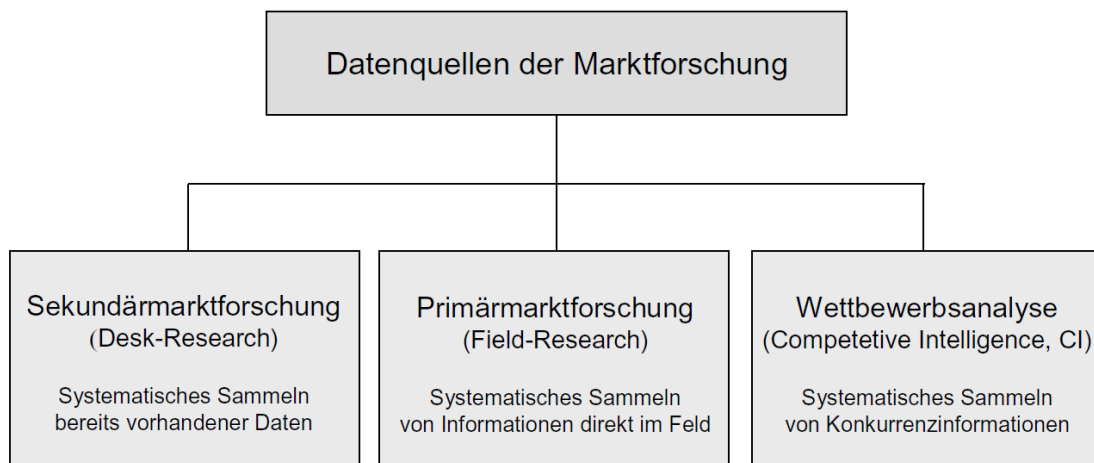 Datenquellen der Marktforschung
Sekundärmarktforschung
(Desk-Research)
Systematisches Sammeln
bereits vorhandener Daten
Primärmarktforschung
(Field-Research)
Systematisches Sammeln
von Informationen direkt im Feld
Wettbewerbsanalyse
(Competetive Intelligence, CI)
Systematisches Sammeln
von Konkurrenzinformationen